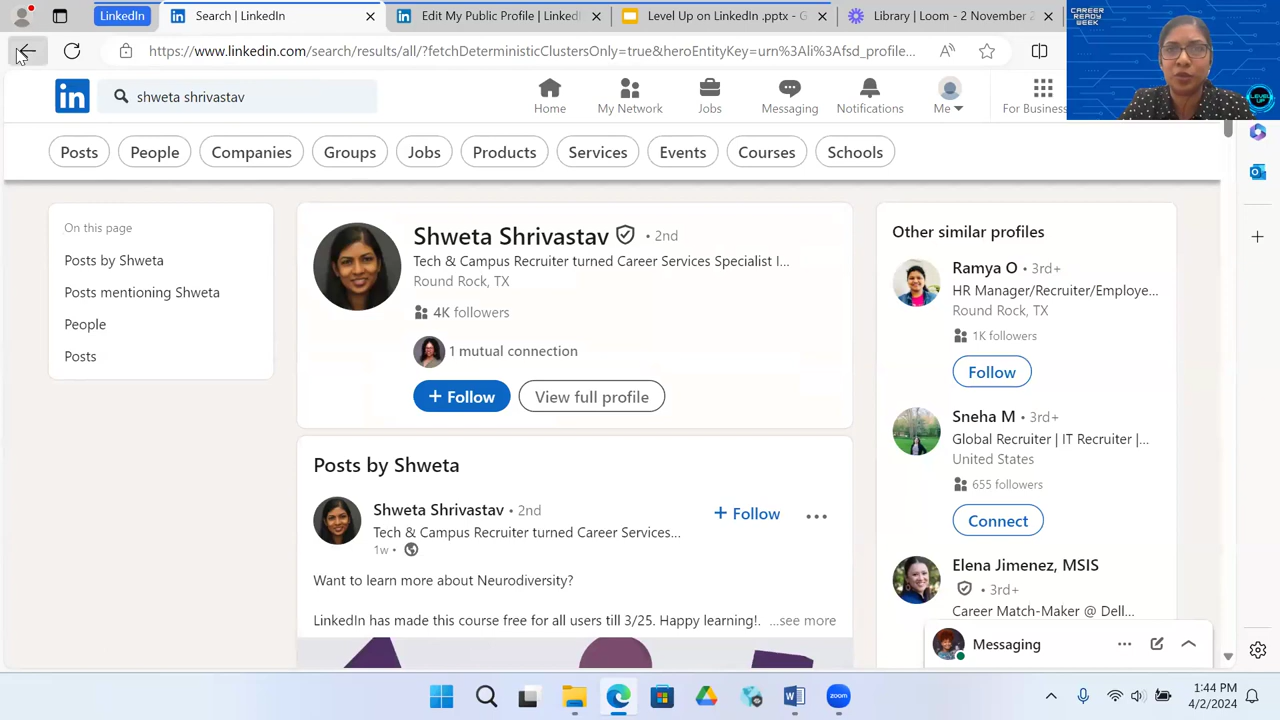 LinkedIn
Search | LinkedIn
Edit My Public Profile | Linked
Level Up on LinkedIn .pptx - G
Library | Loom - 2 November 2
CAREER
READY
WEEK
https://www.linkedin.com/search/results/all/?fetchDeterministicClustersOnly=true&heroEntityKey=urn%3Ali%3Afsd_profile...
in
shweta shrivastav
Home
My Network
Jobs
Messaging
Notifications
Me
For Business
LEVEL
UP
Posts
People
Companies
Groups
Jobs
Products
Services
Events
Courses
Schools
On this page
Posts by Shweta
Posts mentioning Shweta
People
Posts
Shweta Shrivastav • 2nd
Tech & Campus Recruiter turned Career Services Specialist I...
Round Rock, TX
4K followers
1 mutual connection
+ Follow
View full profile
Posts by Shweta
Shweta Shrivastav • 2nd
Tech & Campus Recruiter turned Career Services...
1w •
+ Follow
Want to learn more about Neurodiversity?
LinkedIn has made this course free for all users till 3/25. Happy learning!. ...see more
Other similar profiles
Ramya O • 3rd+
HR Manager/Recruiter/Employe...
Round Rock, TX
1K followers
Follow
Sneha M • 3rd+
Global Recruiter | IT Recruiter |...
United States
655 followers
Connect
Elena Jimenez, MSIS
• 3rd+
Career Match-Maker @ Dell...
Messaging
zoom
1:44 PM
4/2/2024